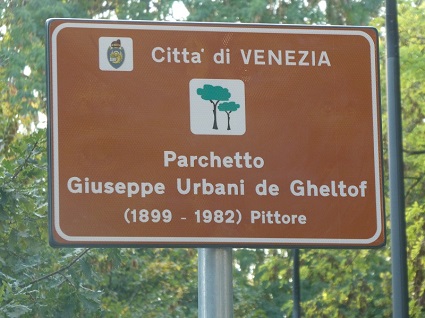 Citta' di VENEZIA
Parchetto
Giuseppe Urbani de Gheltof
(1899 - 1982) Pittore